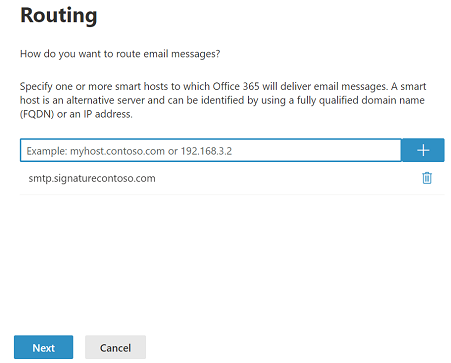 Routing
How do you want to route email messages?
Specify one or more smart hosts to which Office 365 will deliver email messages. A smart
host is an alternative server and can be identified by using a fully qualified domain name
(FQDN) or an IP address.
Example: myhost.contoso.com or 192.168.3.2
smtp.signaturecontoso.com
Next Cancel